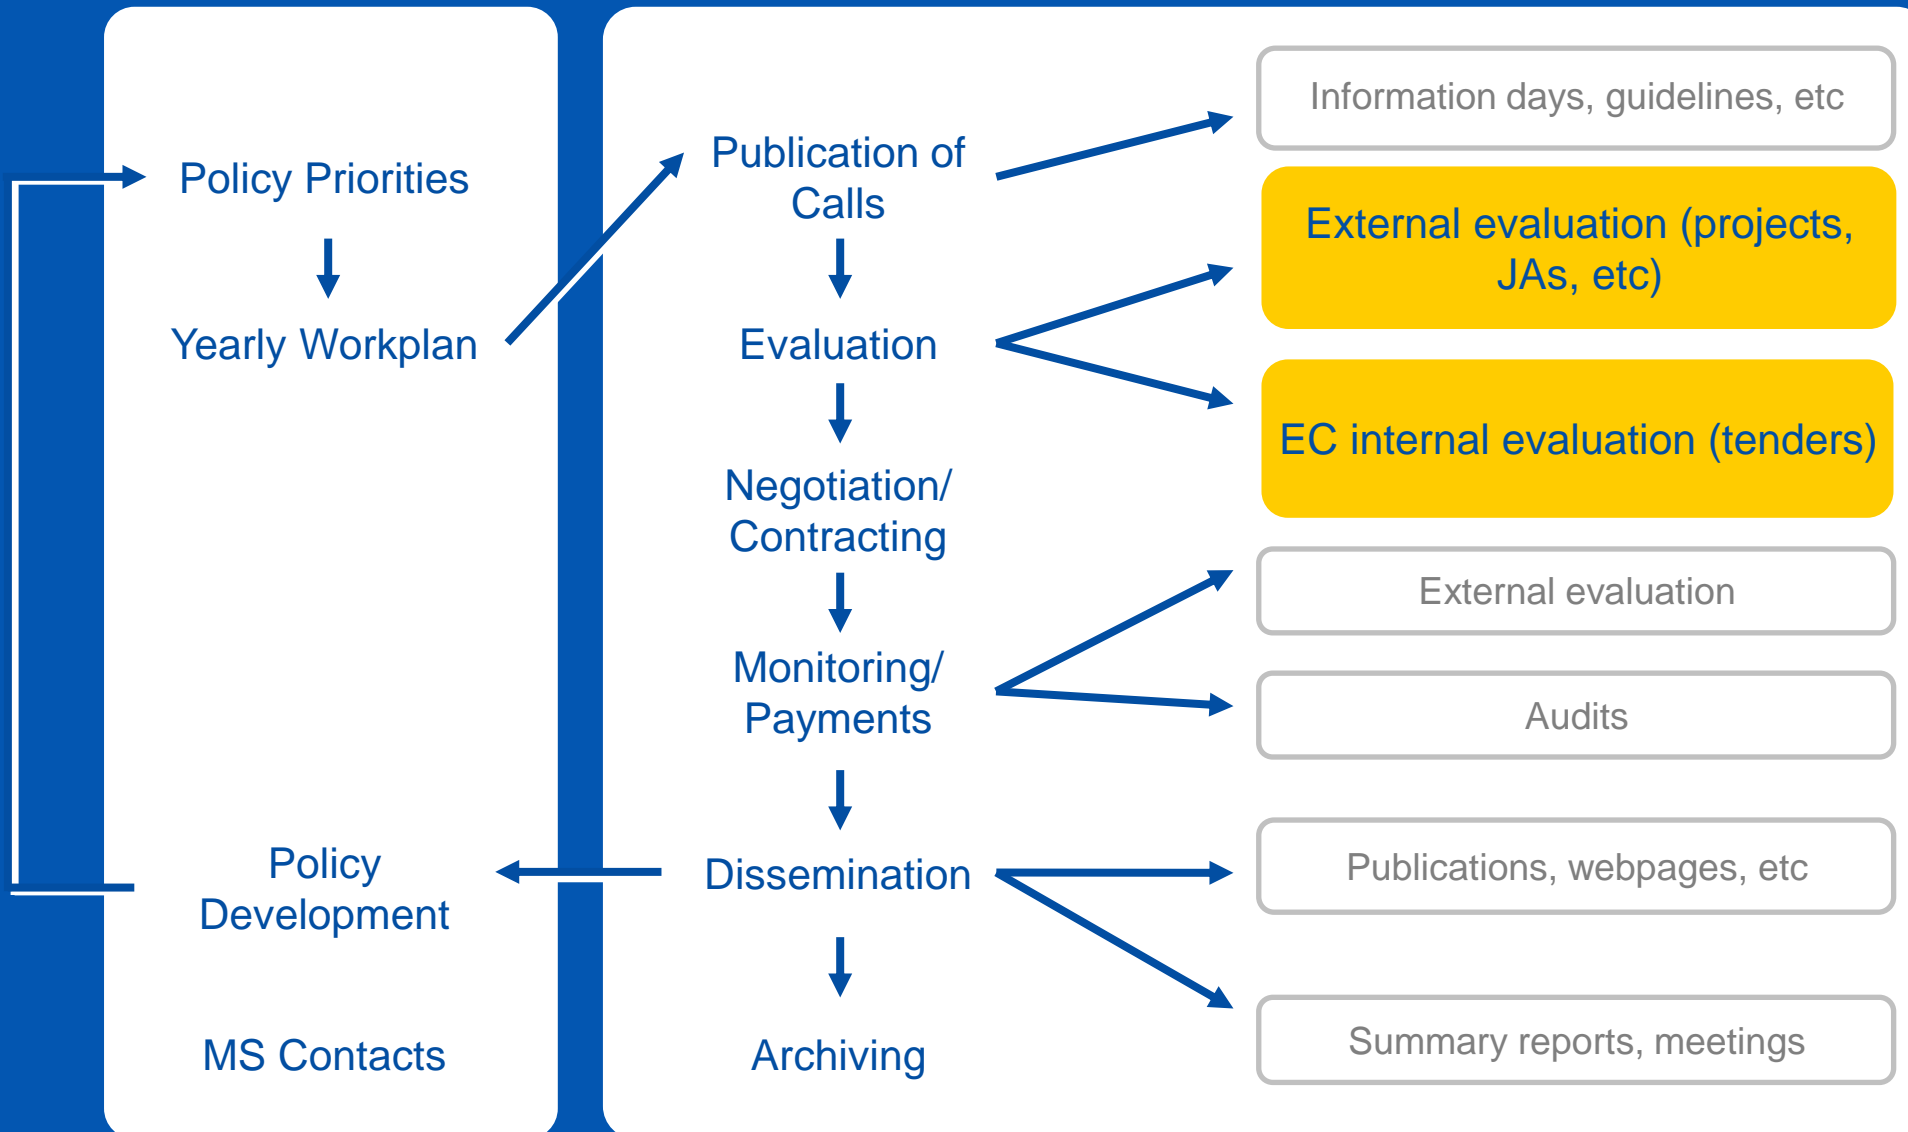 Policy Priorities
Yearly Workplan
Policy
Development
MS Contacts
Publication of
Calls
Evaluation
Negotiation/
Contracting
Monitoring/
Payments
Dissemination
Archiving
Information days, guidelines, etc
External evaluation (projects,
JAs, etc)
EC internal evaluation (tenders)
External evaluation
Audits
Publications, webpages, etc
Summary reports, meetings